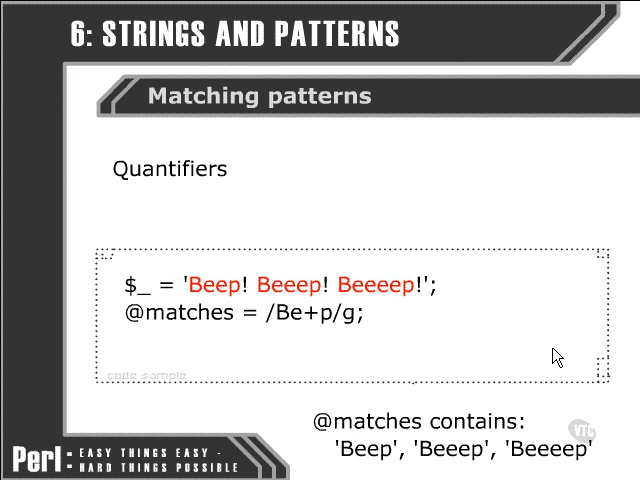 6: STRINGS AND PATTERNS
Matching patterns
Quantifiers
$_ = 'Beep! Beeep! Beeeep!';
@matches = /Be+p/g;
code sample
@matches contains:
'Beep', 'Beeep', 'Beeeep'
VTC
Perl: EASY THINGS EASY -
HARD THINGS POSSIBLE